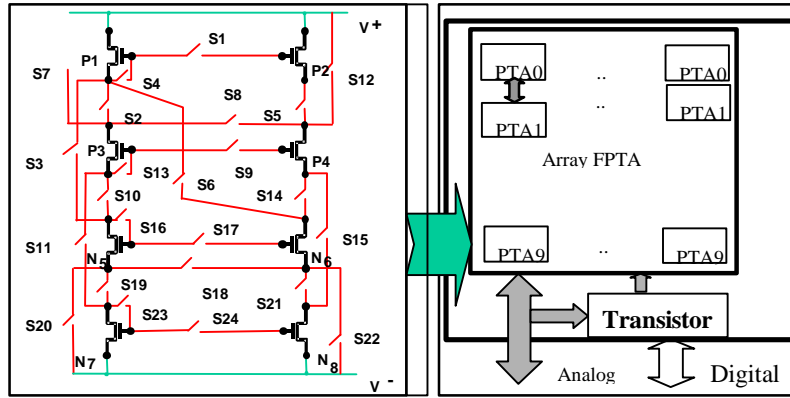 V+
S1
P1
P2
S7
S4
S12
S8
S2
S5
P3
P4
S3
S9
S13
S6
S10
S14
S16
S17
S11
S15
N5
N6
S19
S18
S21
S20
S23
S24
S22
N7
N8
V-
PTA0
..
PTA0
PTA1
..
PTA1
Array FPTA
PTA9
..
PTA9
Transistor
Analog
Digital